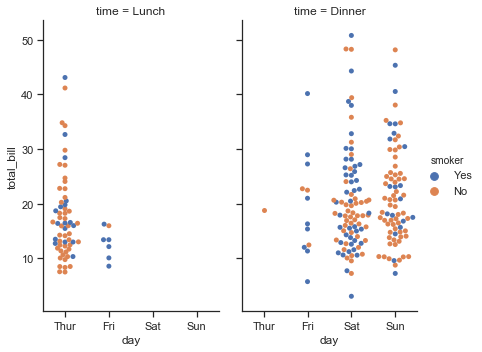 time = Lunch
time = Dinner
50
40
30
20
10
total_bill
Thur Fri Sat Sun
Thur Fri Sat Sun
day
day
smoker
Yes
No